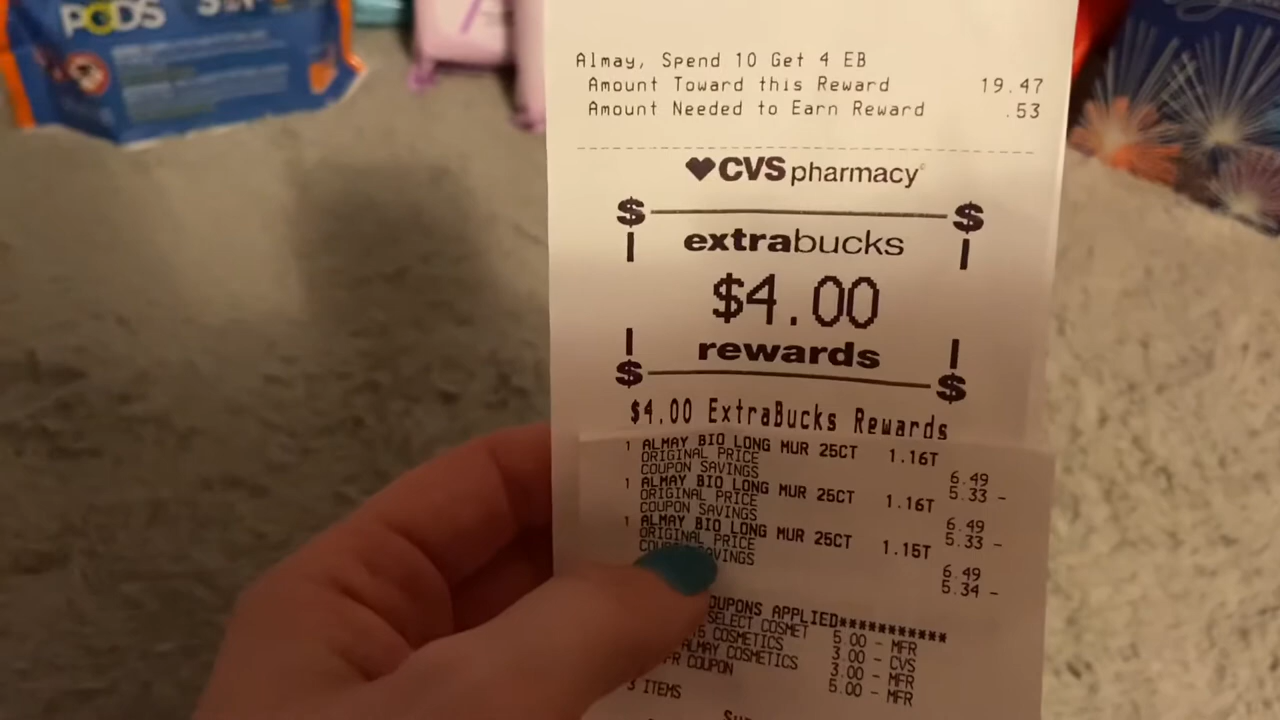 PODS
Almay, Spend 10 Get 4 EB
Amount Toward this Reward 19.47
Amount Needed to Earn Reward .53
CVS pharmacy
$ $
extrabucks
$4.00
rewards
$ $
$4.00 ExtraBucks Rewards
1 ALMAY BIO LONG MUR 25CT 1.16T
ORIGINAL PRICE 6.49
COUPON SAVINGS 5.33 -
1 ALMAY BIO LONG MUR 25CT 1.16T
ORIGINAL PRICE 6.49
COUPON SAVINGS 5.33 -
1 ALMAY BIO LONG MUR 25CT 1.15T
ORIGINAL PRICE 6.49
SAVINGS 5.34 -
OUPONS APPLIED***********
SELECT COSMET 5.00 - MFR
5 COSMETICS 3.00 - CVS
ALMAY COSMETICS 3.00 - MFR
FR COUPON 5.00 - MFR
3 ITEMS